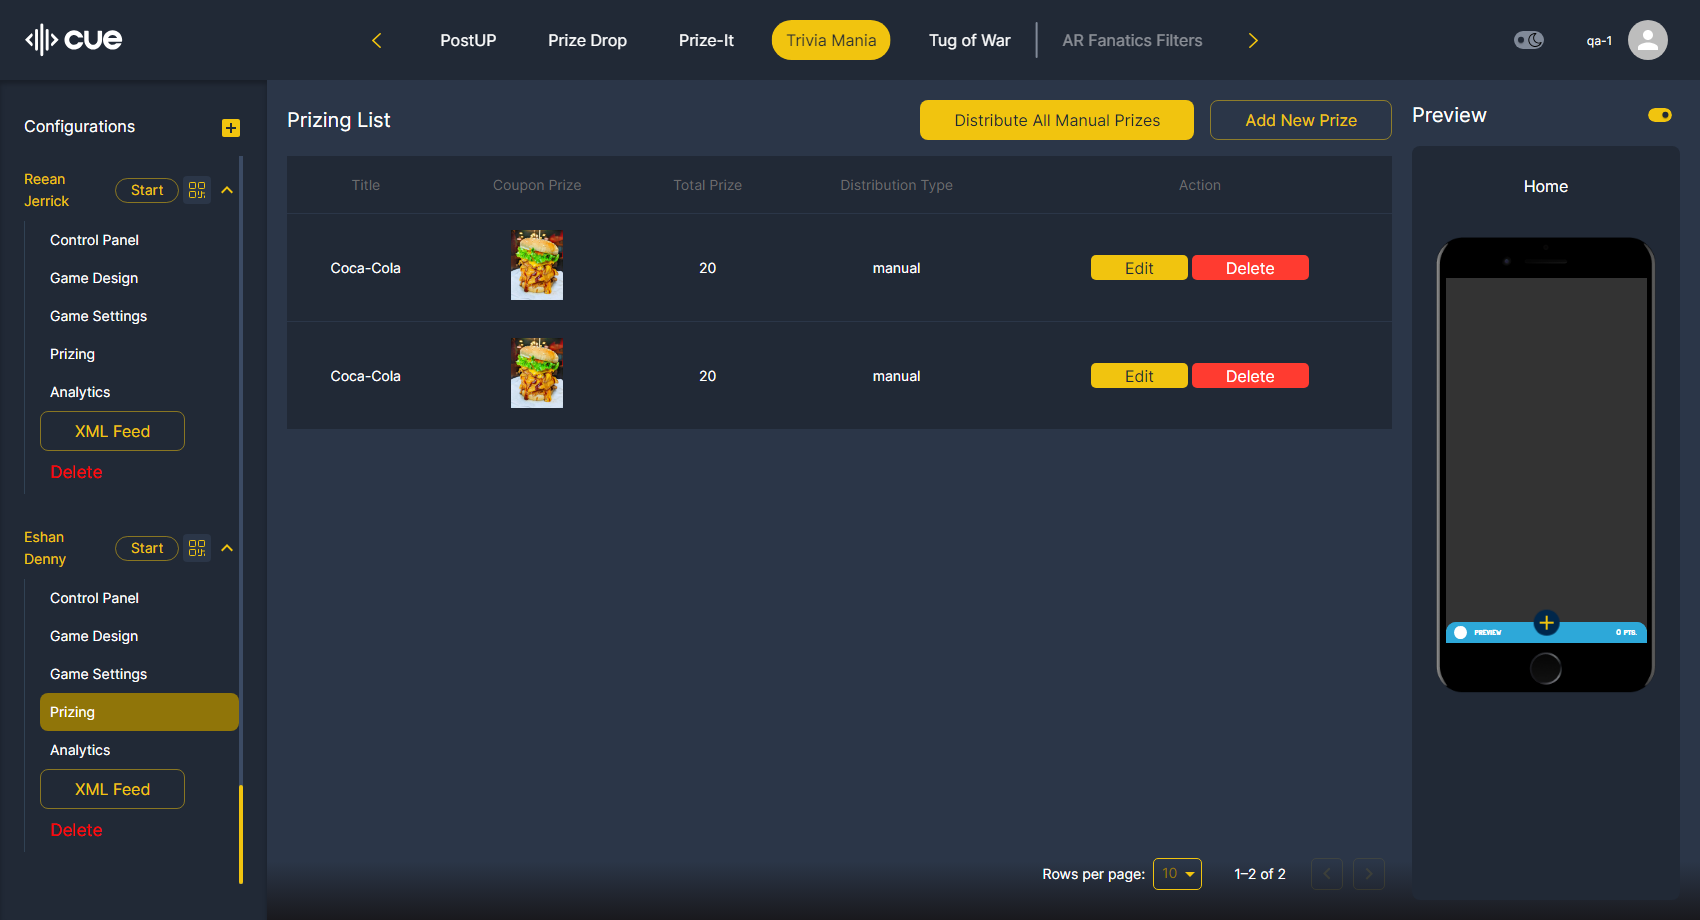 cue
PostUP
Prize Drop
Prize-It
Trivia Mania
Tug of War
AR Fanatics Filters
qa-1
Configurations
Reean
Jerrick
Start
Control Panel
Game Design
Game Settings
Prizing
Analytics
XML Feed
Delete
Eshan
Denny
Start
Control Panel
Game Design
Game Settings
Prizing
Analytics
XML Feed
Delete
Prizing List
Distribute All Manual Prizes
Add New Prize
Title Coupon Prize Total Prize Distribution Type Action
Coca-Cola 20 manual Edit Delete
Coca-Cola 20 manual Edit Delete
Rows per page: 10 1–2 of 2
Preview
Home
PREVIEW 0 PTS.